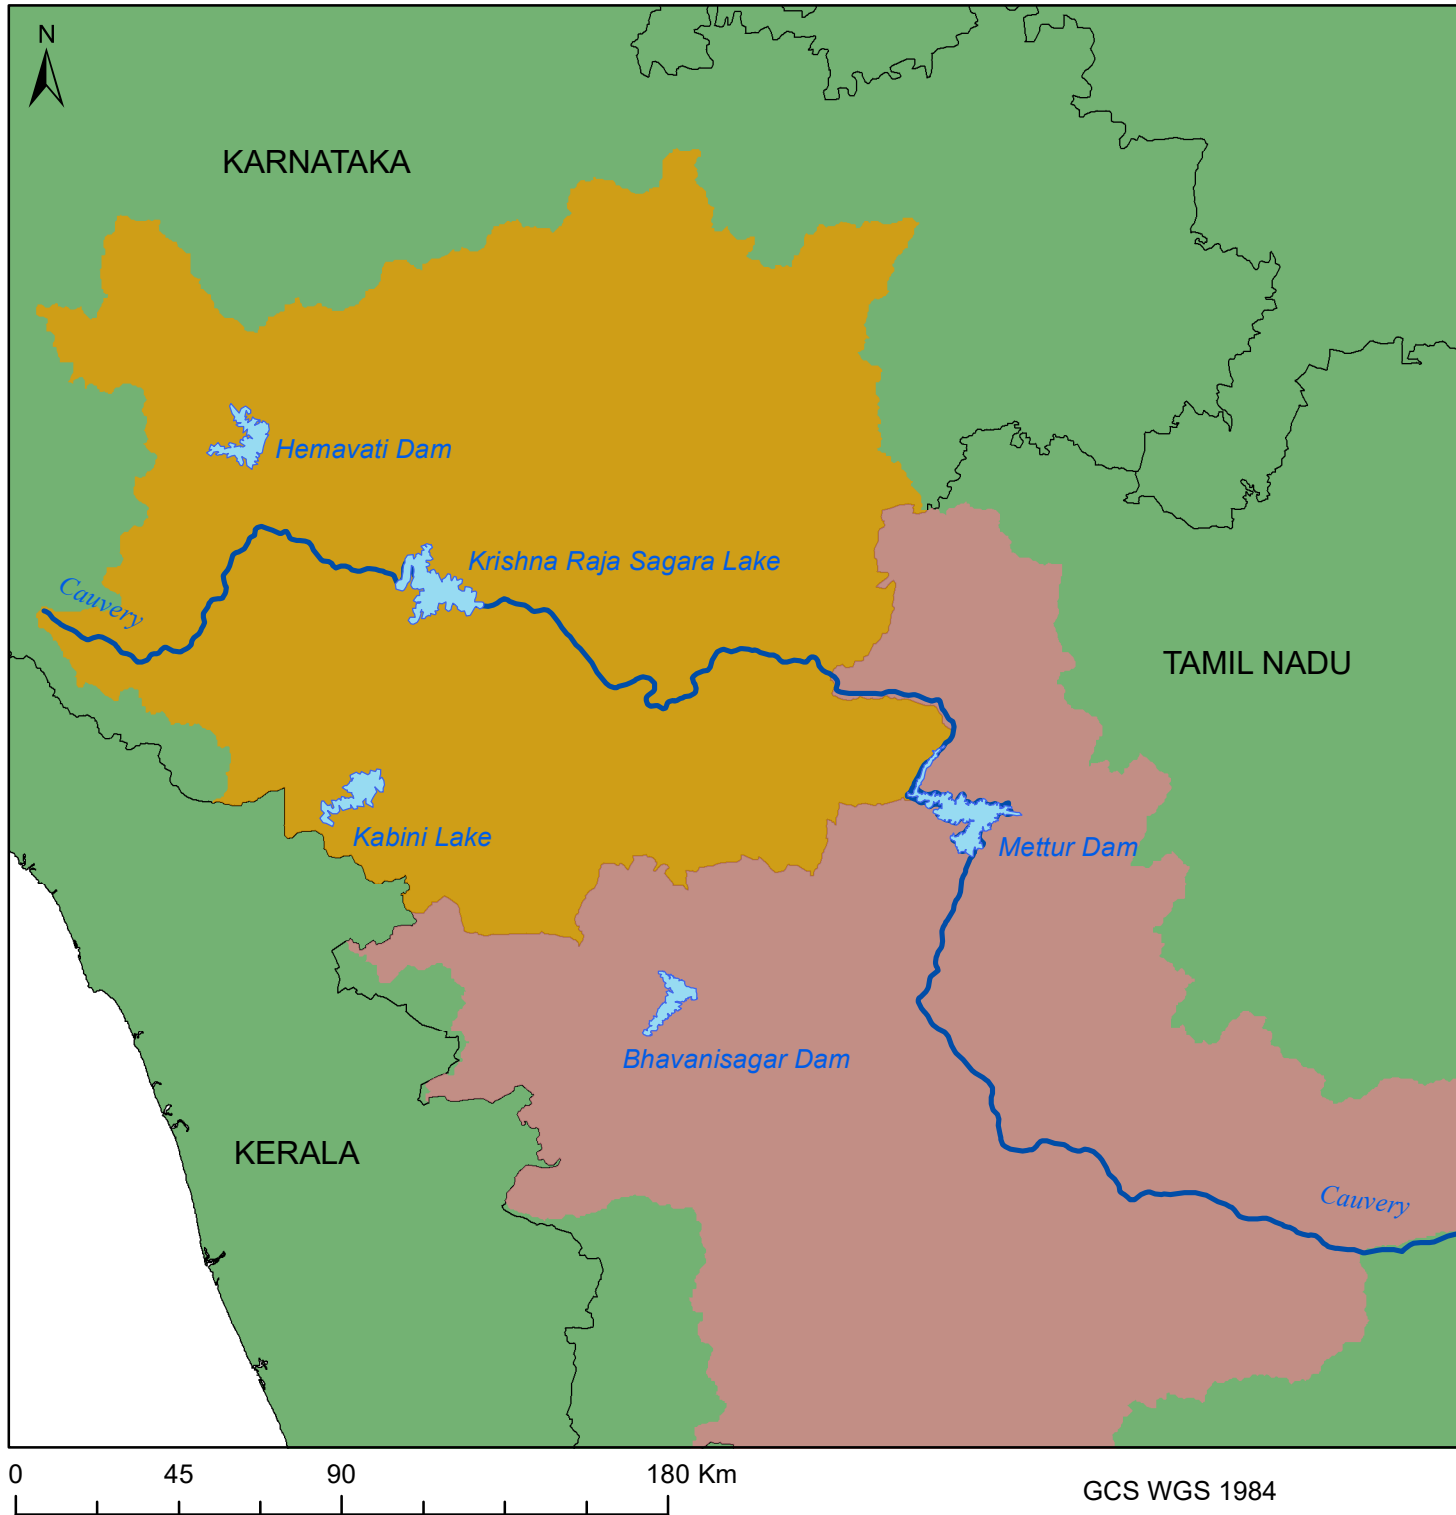 N
KARNATAKA
Hemavati Dam
Krishna Raja Sagara Lake
Cauvery
TAMIL NADU
Kabini Lake
Mettur Dam
Bhavanisagar Dam
KERALA
Cauvery
0 45 90 180 Km
GCS WGS 1984